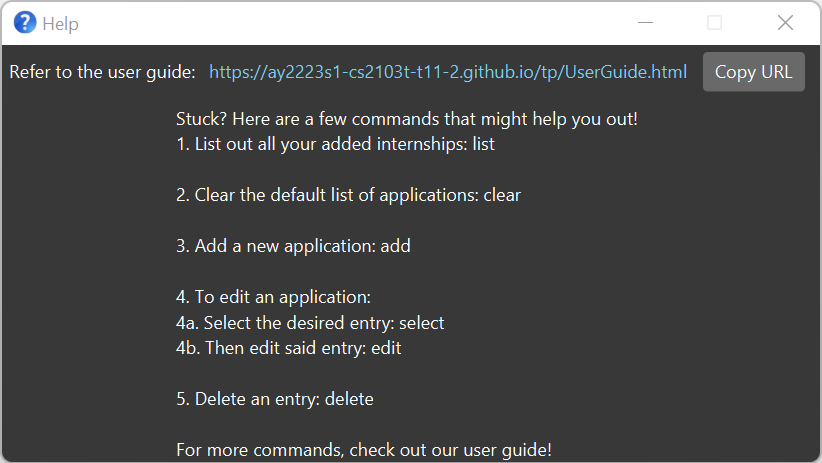 Help
Refer to the user guide: https://ay2223s1-cs2103t-t11-2.github.io/tp/UserGuide.html Copy URL
Stuck? Here are a few commands that might help you out!
1. List out all your added internships: list
2. Clear the default list of applications: clear
3. Add a new application: add
4. To edit an application:
4a. Select the desired entry: select
4b. Then edit said entry: edit
5. Delete an entry: delete
For more commands, check out our user guide!